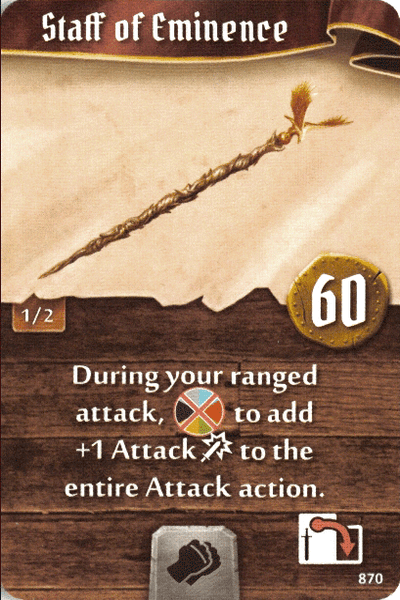 Staff of Eminence
60
1/2
During your ranged
attack, to add
+1 Attack to the
entire Attack action.
870